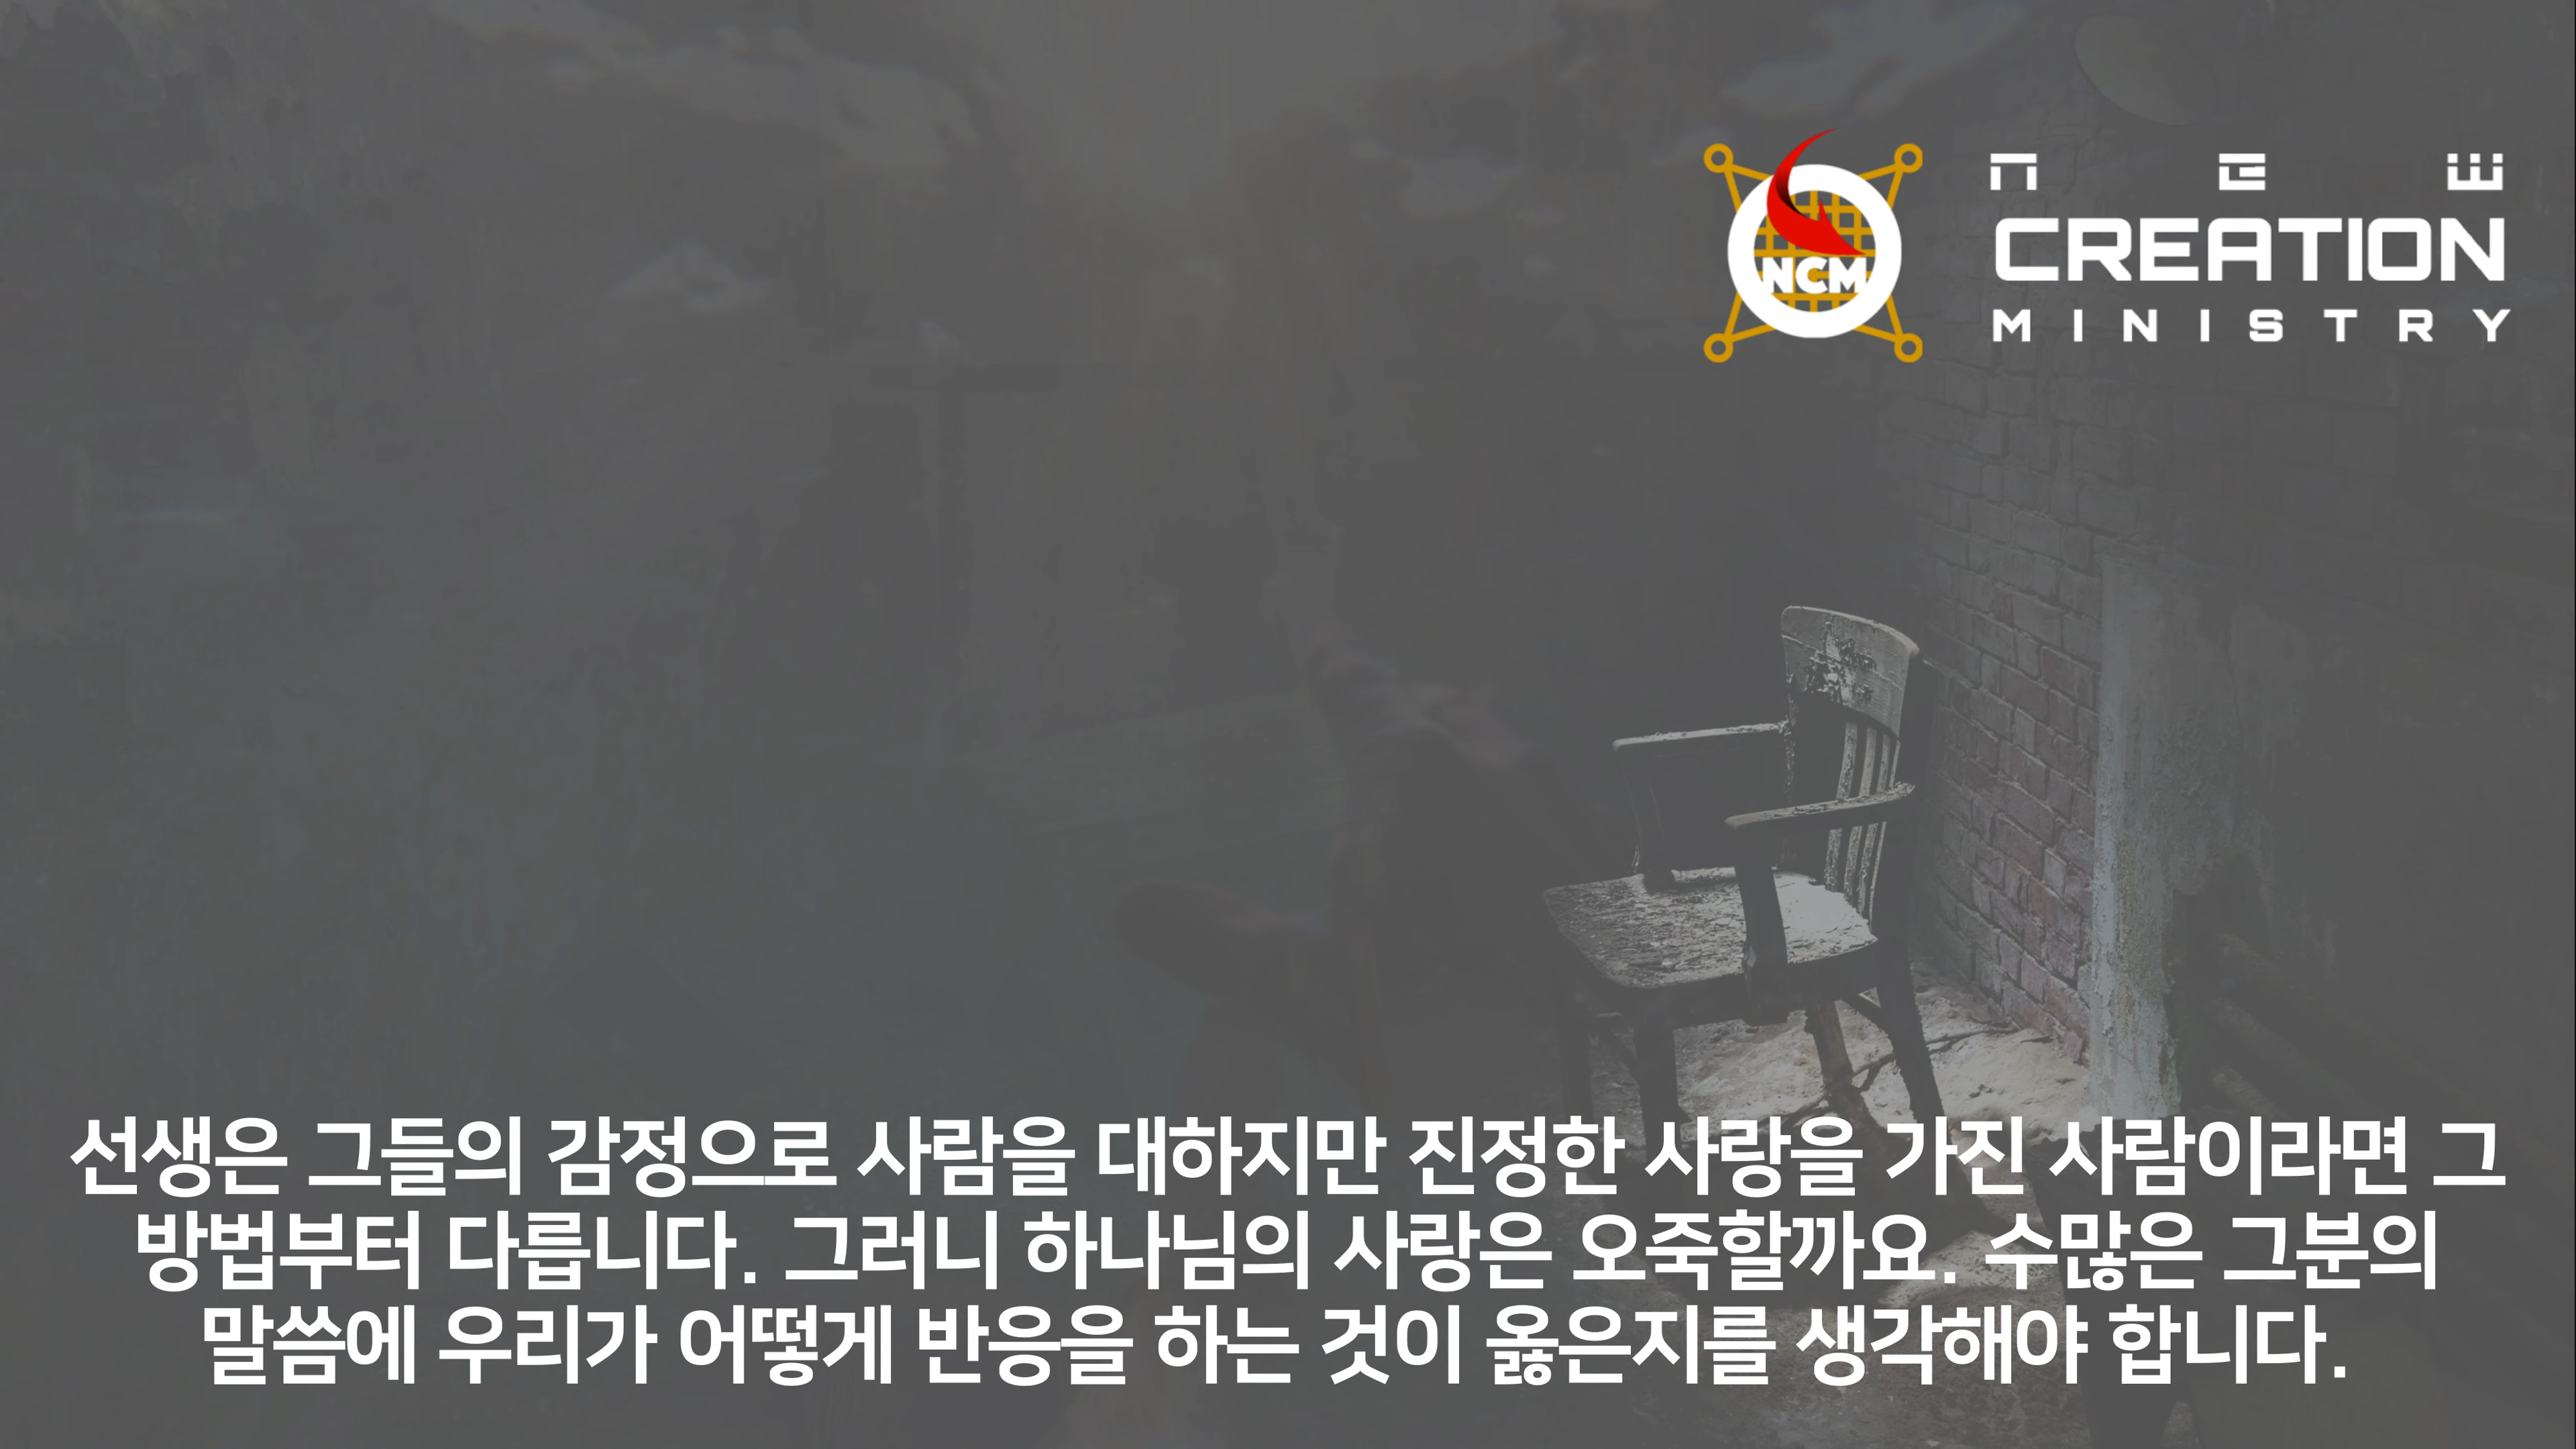 new
CREATION
MINISTRY
NCM
선생은 그들의 감정으로 사람을 대하지만 진정한 사랑을 가진 사람이라면 그
방법부터 다릅니다. 그러니 하나님의 사랑은 오죽할까요. 수많은 그분의
말씀에 우리가 어떻게 반응을 하는 것이 옳은지를 생각해야 합니다.